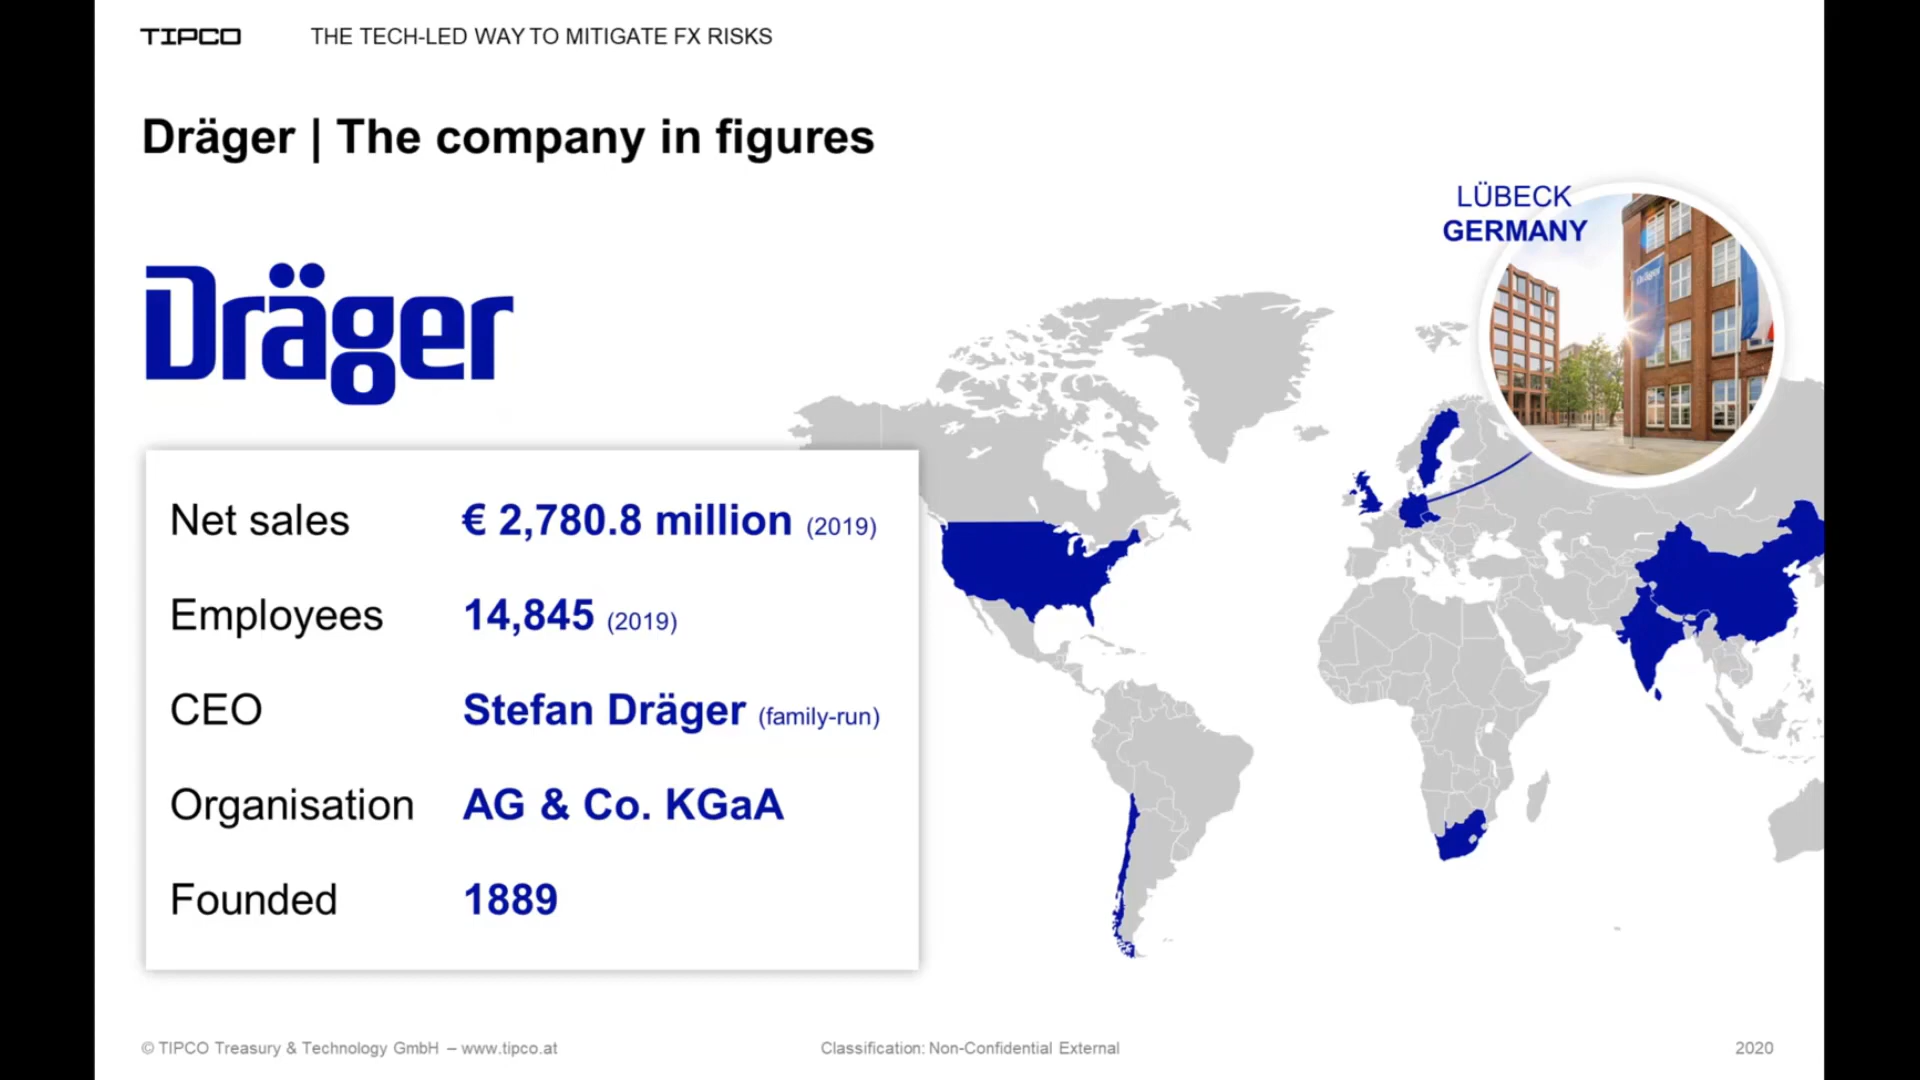 TIPCO THE TECH-LED WAY TO MITIGATE FX RISKS
Dräger | The company in figures
LÜBECK
GERMANY
Dräger
Dräger
Net sales € 2,780.8 million (2019)
Employees 14,845 (2019)
CEO Stefan Dräger (family-run)
Organisation AG & Co. KGaA
Founded 1889
© TIPCO Treasury & Technology GmbH – www.tipco.at Classification: Non-Confidential External 2020